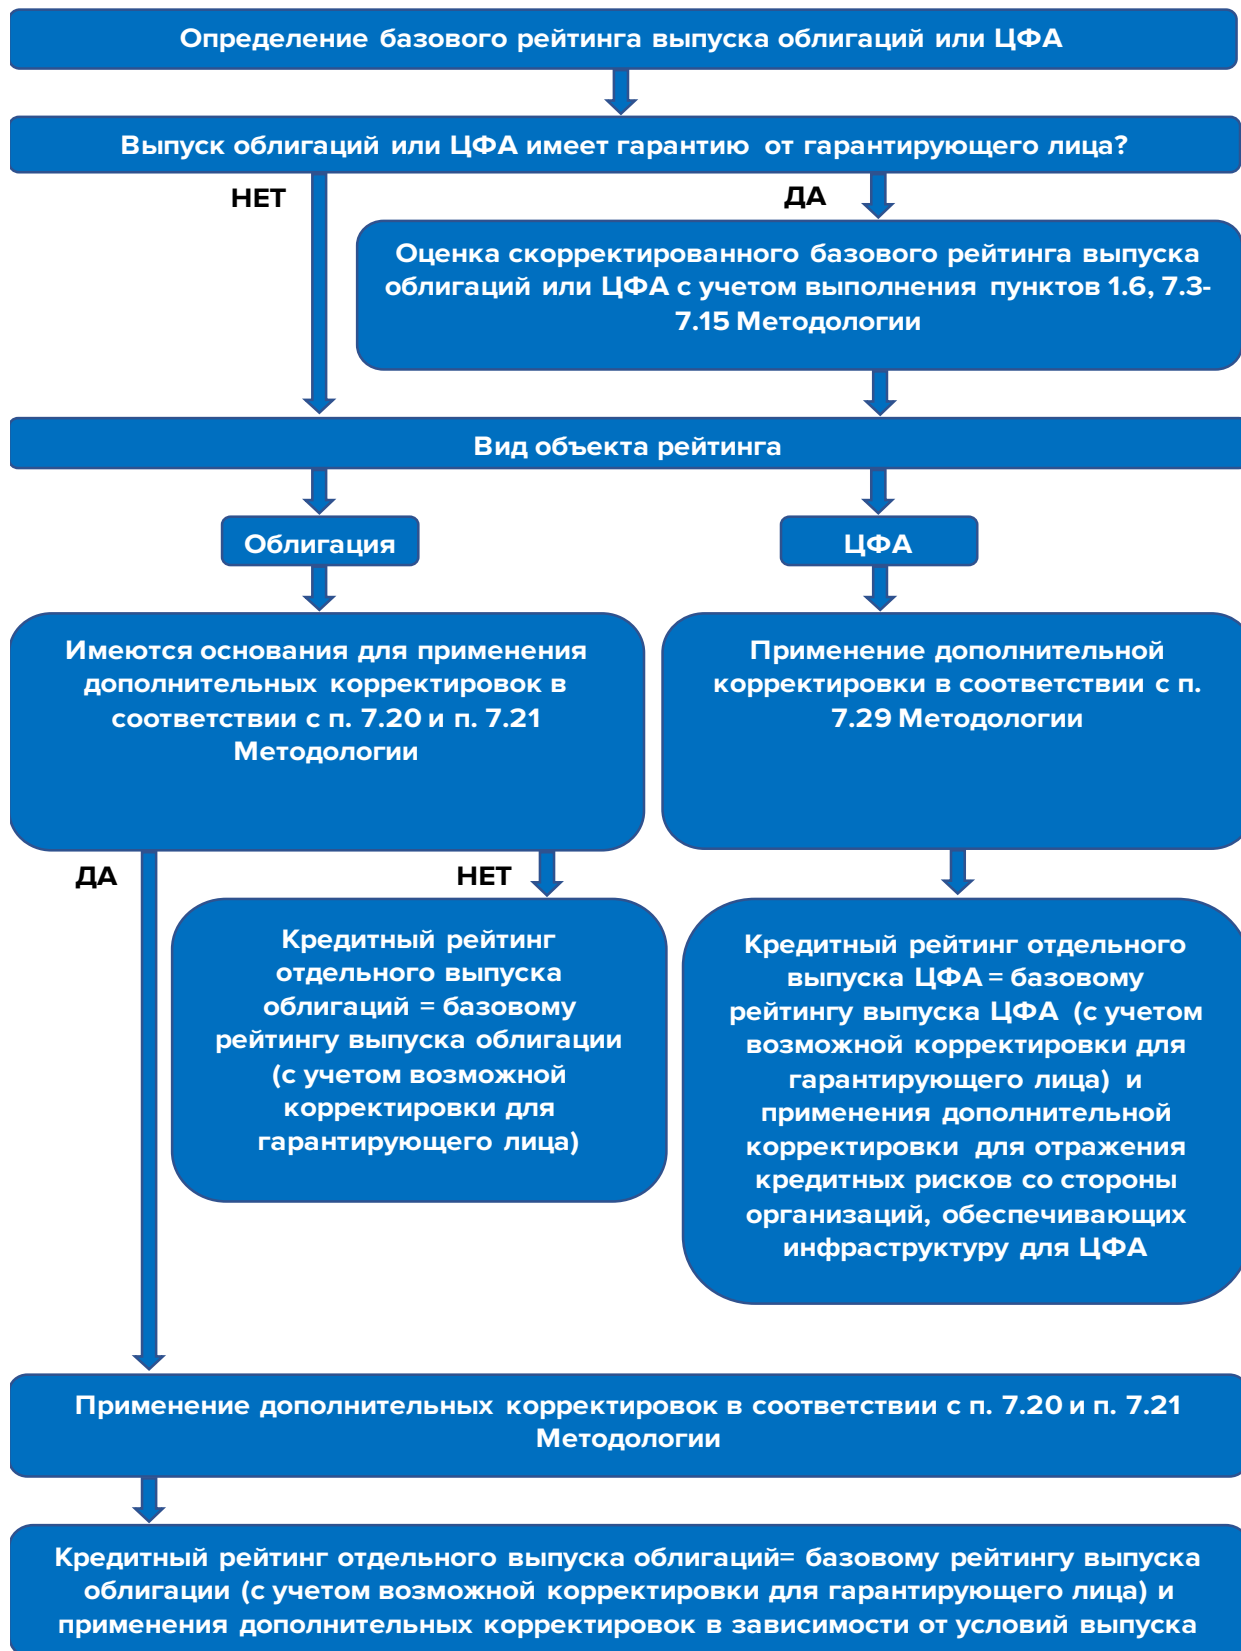 Определение базового рейтинга выпуска облигаций или ЦФА
Выпуск облигаций или ЦФА имеет гарантию от гарантирующего лица?
НЕТ
ДА
Оценка скорректированного базового рейтинга выпуска
облигаций или ЦФА с учетом выполнения пунктов 1.6, 7.3-
7.15 Методологии
Вид объекта рейтинга
Облигация
ЦФА
Имеются основания для применения
дополнительных корректировок в
соответствии с п. 7.20 и п. 7.21
Методологии
Применение дополнительной
корректировки в соответствии с п.
7.29 Методологии
ДА
НЕТ
Кредитный рейтинг
отдельного выпуска
облигаций = базовому
рейтингу выпуска облигации
(с учетом возможной
корректировки для
гарантирующего лица)
Кредитный рейтинг отдельного
выпуска ЦФА = базовому
рейтингу выпуска ЦФА (с учетом
возможной корректировки для
гарантирующего лица) и
применения дополнительной
корректировки для отражения
кредитных рисков со стороны
организаций, обеспечивающих
инфраструктуру для ЦФА
Применение дополнительных корректировок в соответствии с п. 7.20 и п. 7.21
Методологии
Кредитный рейтинг отдельного выпуска облигаций= базовому рейтингу выпуска
облигации (с учетом возможной корректировки для гарантирующего лица) и
применения дополнительных корректировок в зависимости от условий выпуска